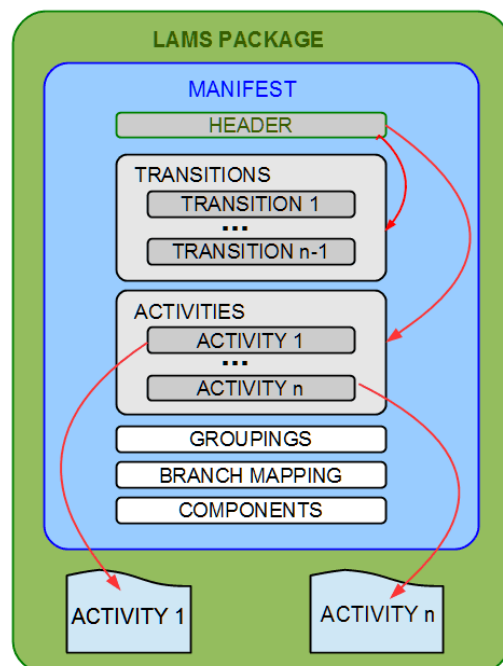 LAMS PACKAGE
MANIFEST
HEADER
TRANSITIONS
TRANSITION 1
...
TRANSITION n-1
ACTIVITIES
ACTIVITY 1
...
ACTIVITY n
GROUPINGS
BRANCH MAPPING
COMPONENTS
ACTIVITY 1
ACTIVITY n